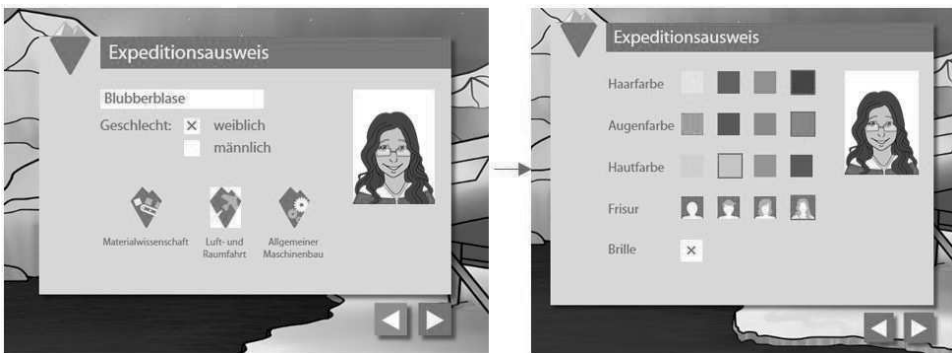 Expeditionsausweis
Blubberblase
Geschlecht: × weiblich
männlich
Materialwissenschaft
Luft- und
Raumfahrt
Allgemeiner
Maschinenbau
Expeditionsausweis
Haarfarbe
Augenfarbe
Hautfarbe
Frisur
Brille ×